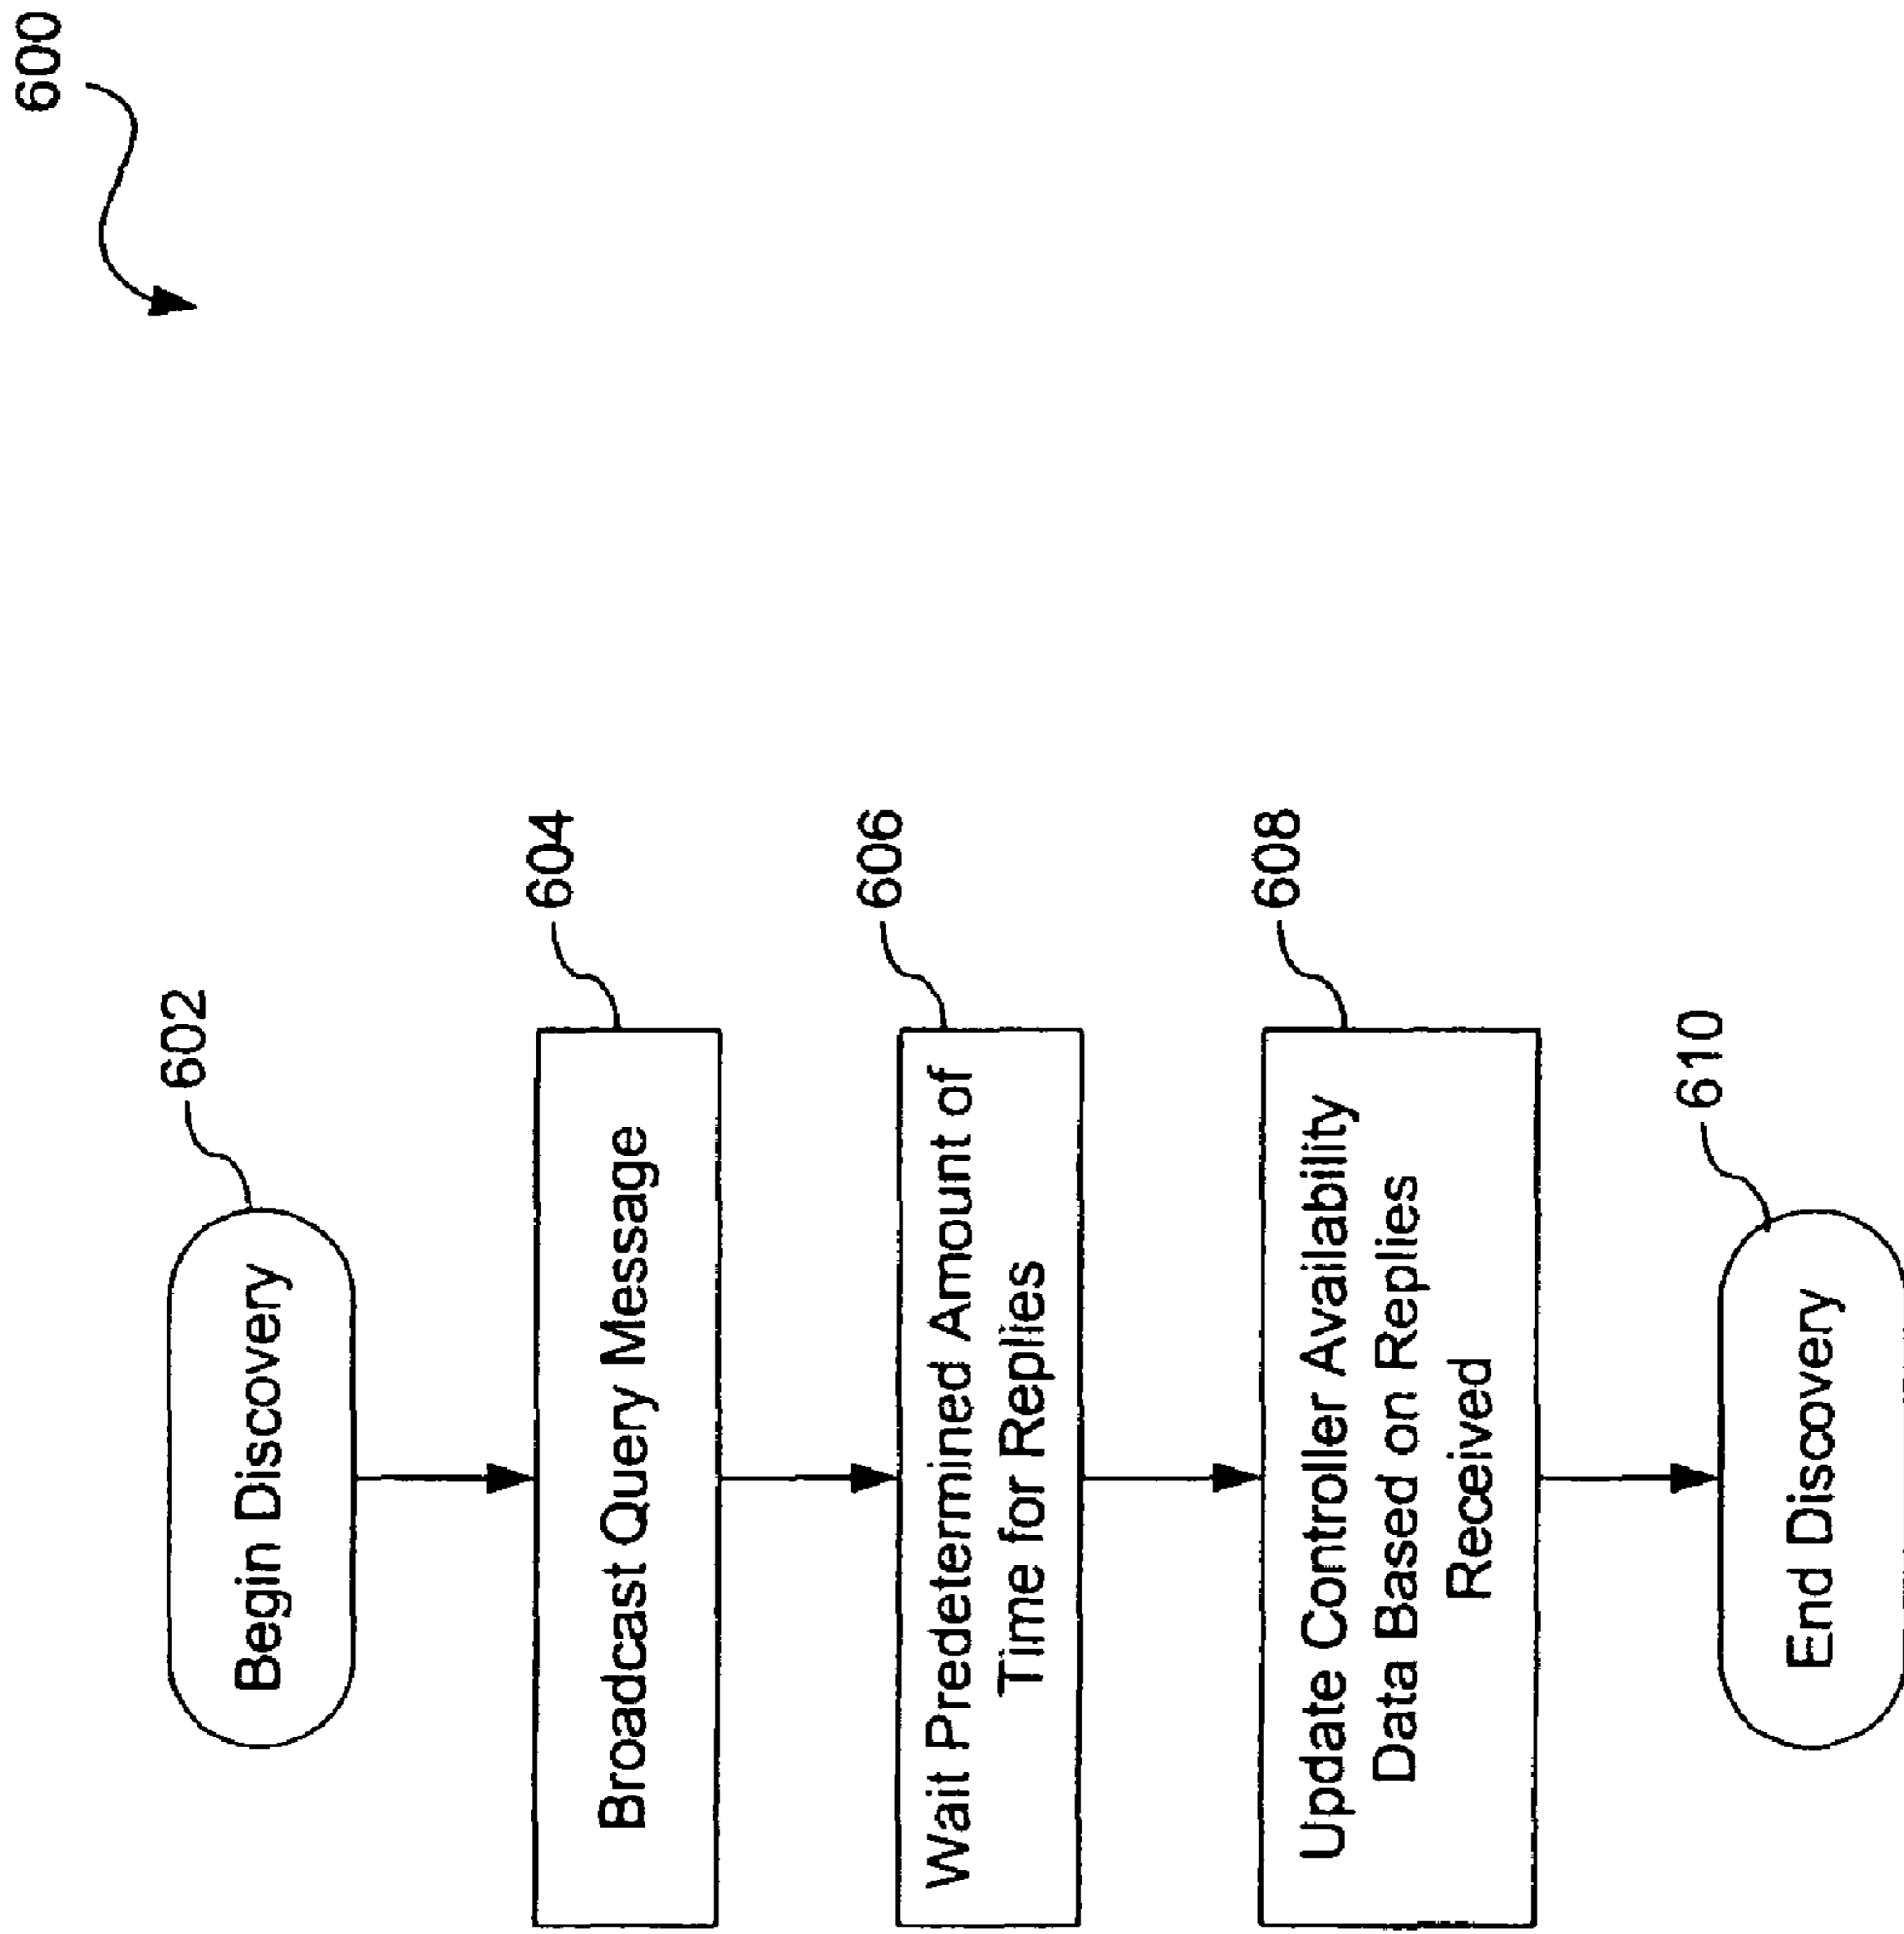 600
Begin Discovery
602
Broadcast Query Message
604
Wait Predetermined Amount of
Time for Replies
606
Update Controller Availability
Data Based on Replies
Received
608
End Discovery
610